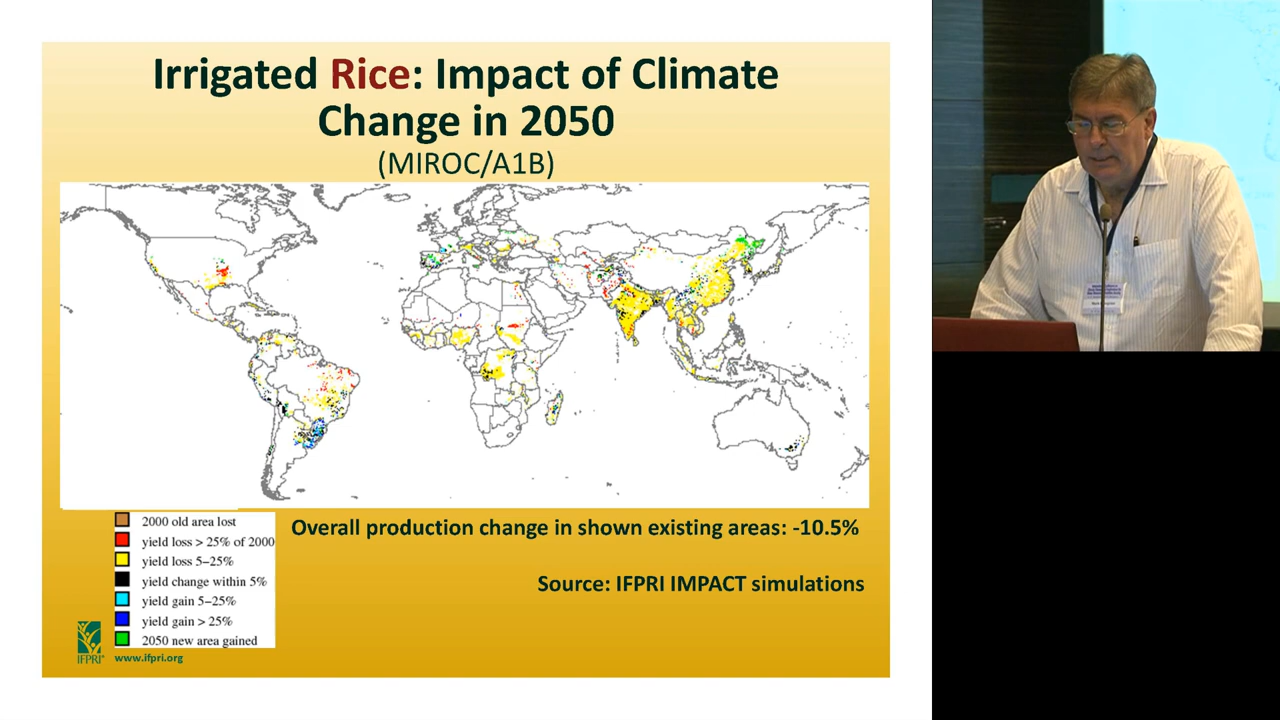 Irrigated Rice: Impact of Climate
Change in 2050
(MIROC/A1B)
Overall production change in shown existing areas: -10.5%
Source: IFPRI IMPACT simulations
2000 old area lost
yield loss > 25% of 2000
yield loss 5-25%
yield change within 5%
yield gain 5-25%
yield gain > 25%
2050 new area gained
IFPRI®
www.ifpri.org